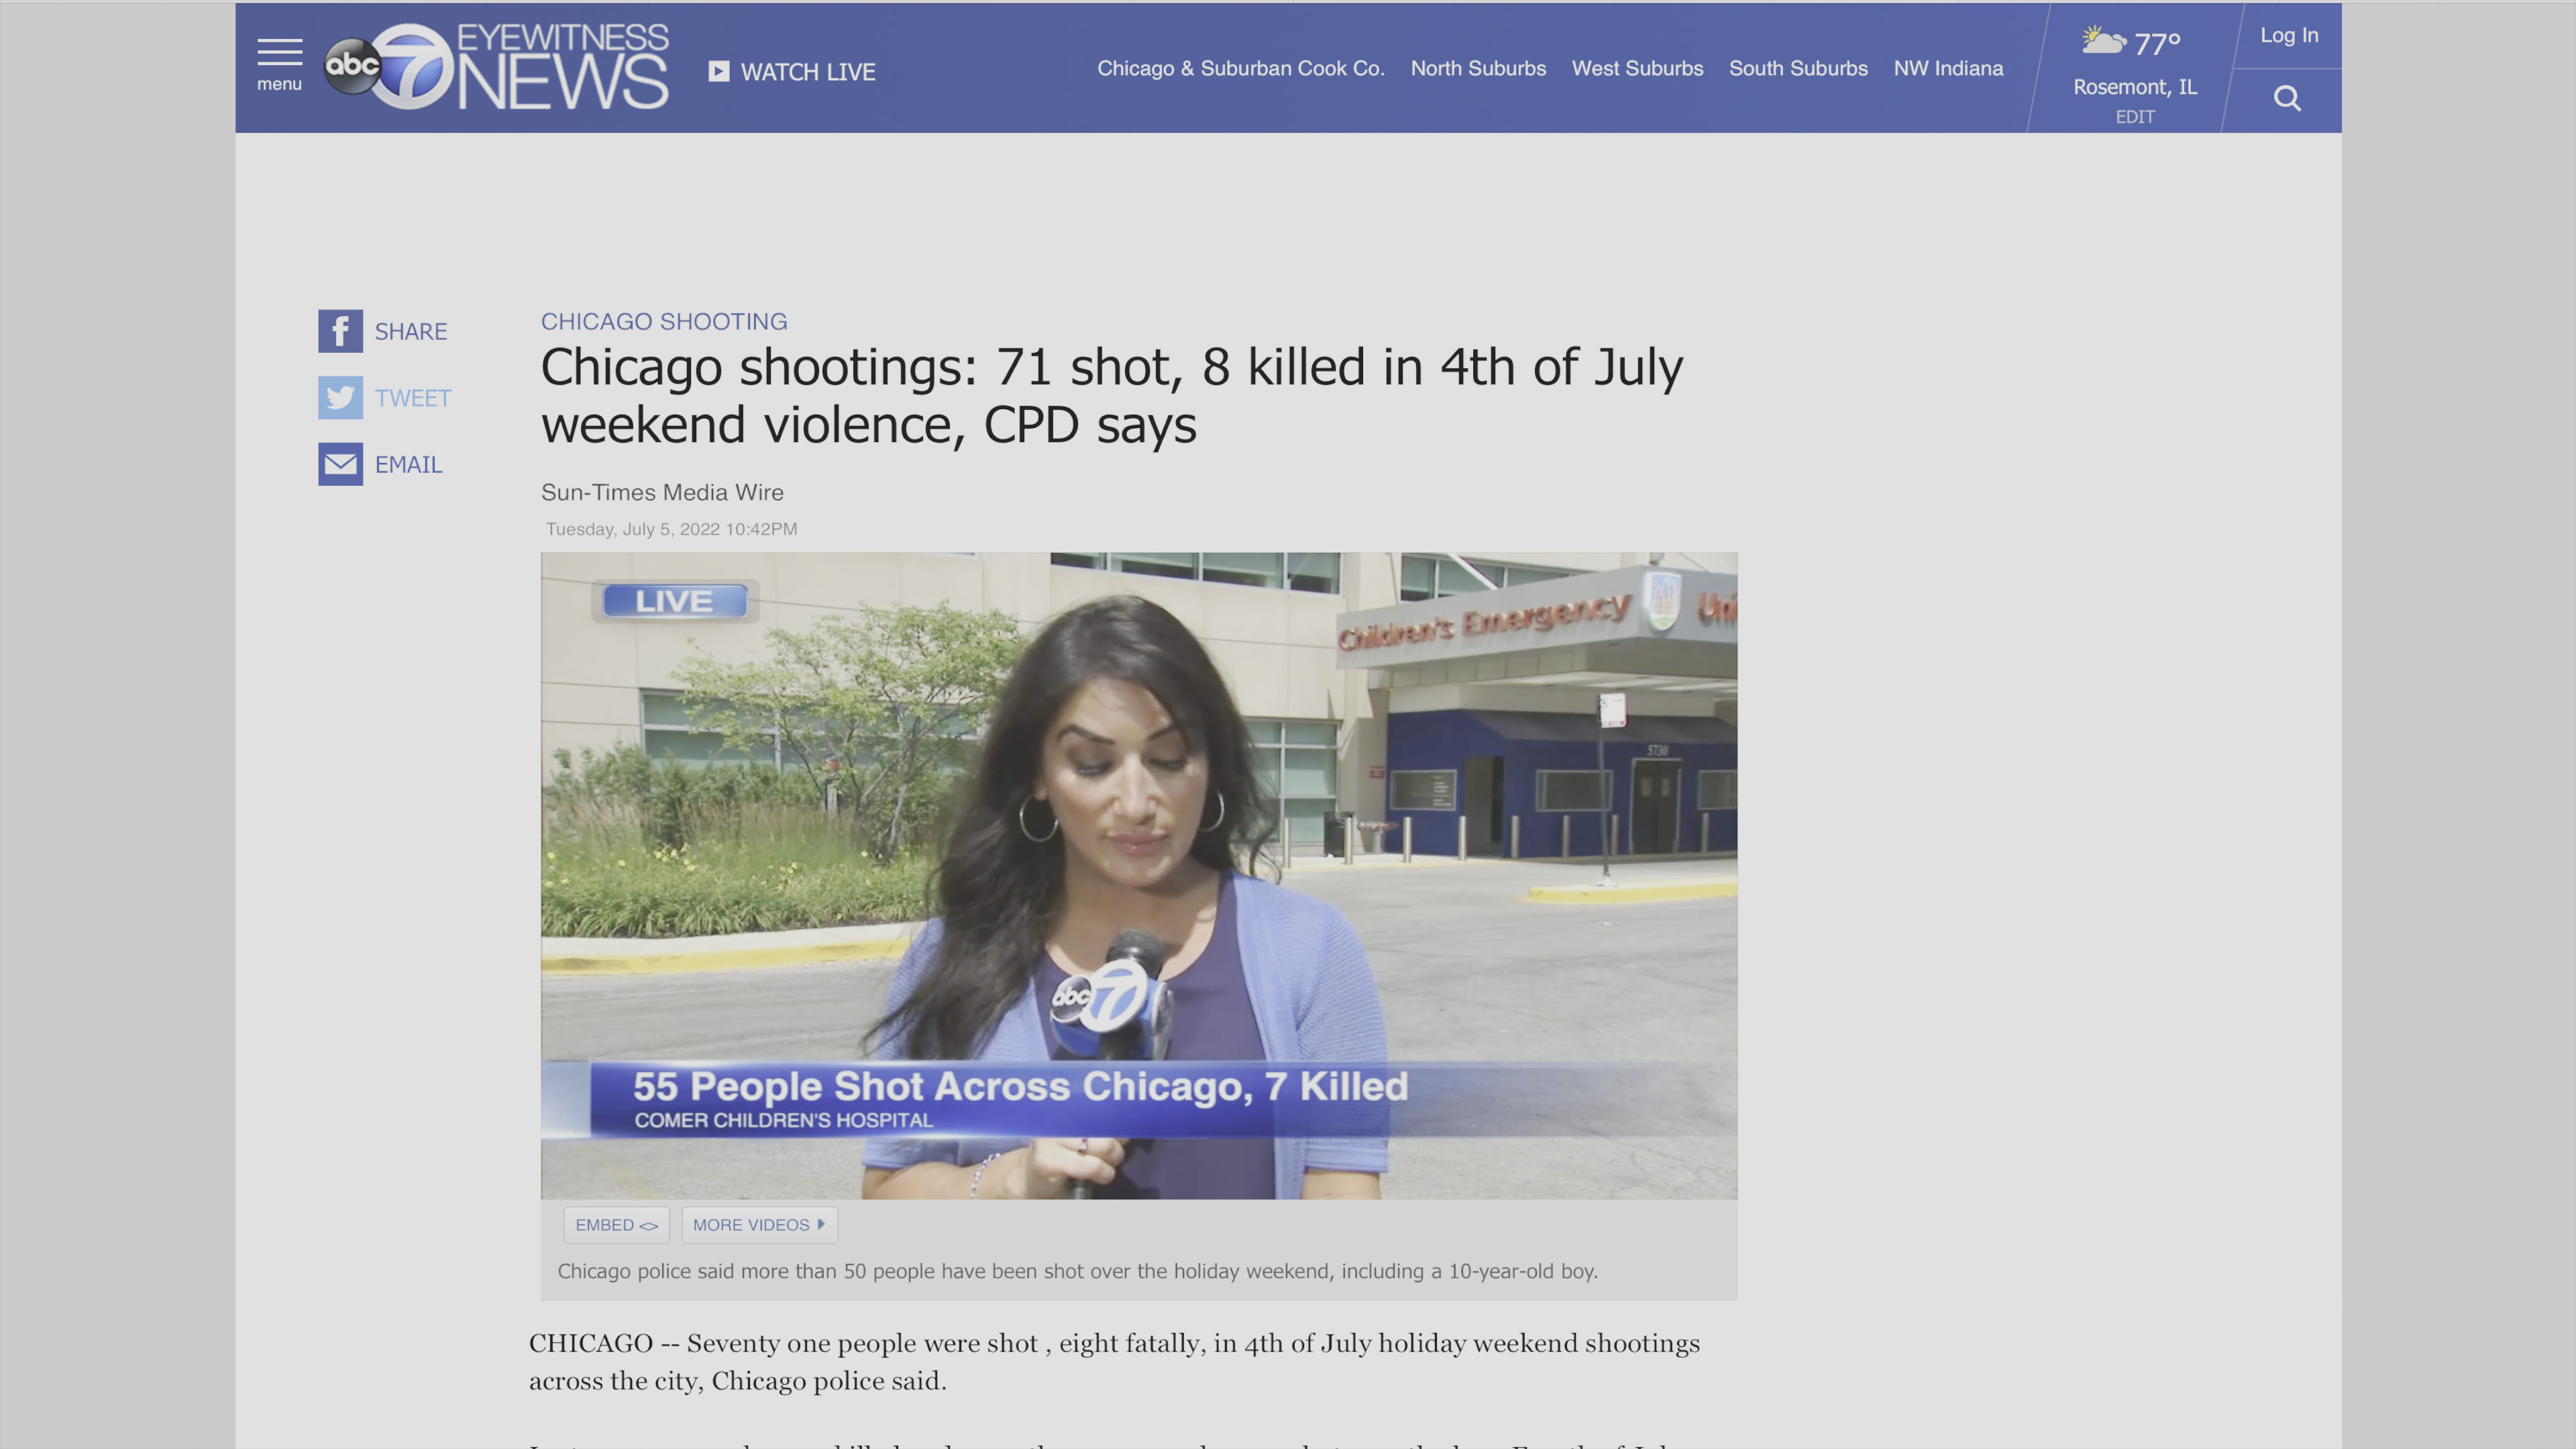 menu
abc 7 EYEWITNESS NEWS
WATCH LIVE
Chicago & Suburban Cook Co. North Suburbs West Suburbs South Suburbs NW Indiana
77°
Rosemont, IL
EDIT
Log In
SHARE
TWEET
EMAIL
CHICAGO SHOOTING
Chicago shootings: 71 shot, 8 killed in 4th of July
weekend violence, CPD says
Sun-Times Media Wire
Tuesday, July 5, 2022 10:42PM
LIVE
Children's Emergency
Uni
5730
abc 7
55 People Shot Across Chicago, 7 Killed
COMER CHILDREN'S HOSPITAL
EMBED <>
MORE VIDEOS
Chicago police said more than 50 people have been shot over the holiday weekend, including a 10-year-old boy.
CHICAGO -- Seventy one people were shot , eight fatally, in 4th of July holiday weekend shootings
across the city, Chicago police said.